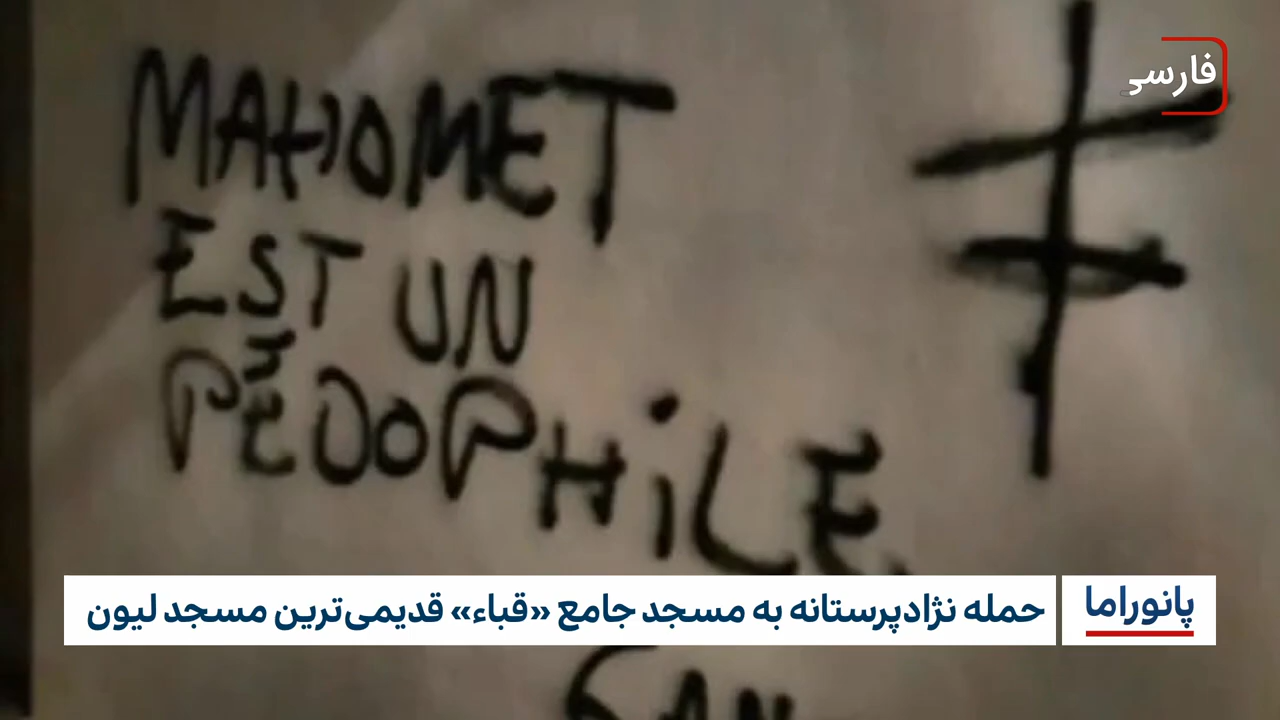 فارسی
MAHOMET
EST UN
PÉDOPHiLE
پانوراما
حمله نژادپرستانه به مسجد جامع «قباء» قدیمی‌ترین مسجد لیون